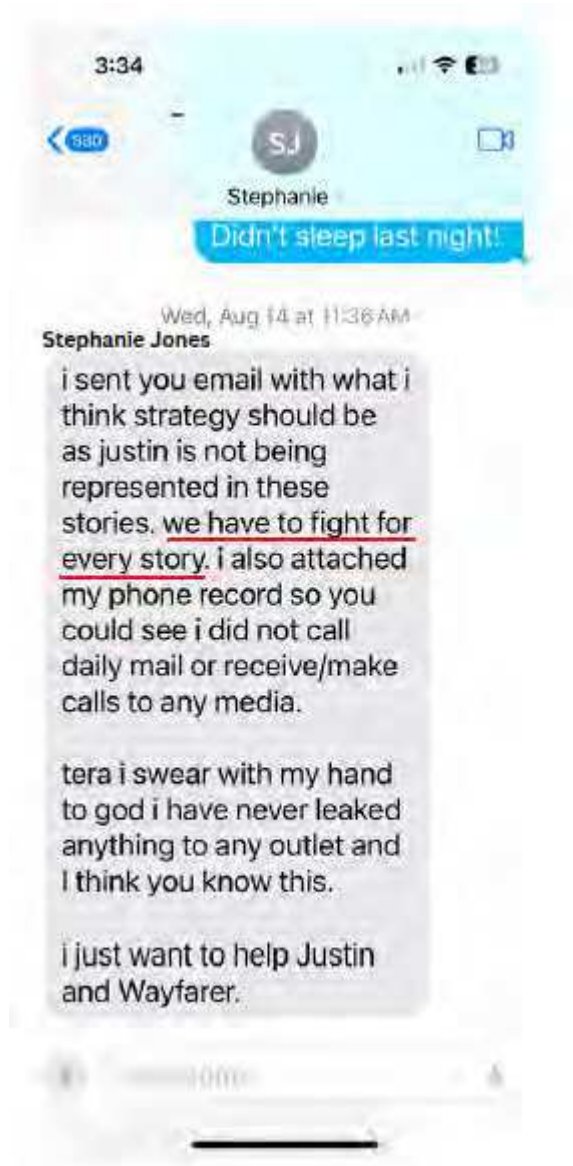 3:34
SJ
Stephanie
Didn't sleep last night!
Wed, Aug 14 at 11:36 AM
Stephanie Jones
i sent you email with what i
think strategy should be
as justin is not being
represented in these
stories. we have to fight for
every story. i also attached
my phone record so you
could see i did not call
daily mail or receive/make
calls to any media.
tera i swear with my hand
to god i have never leaked
anything to any outlet and
I think you know this.
i just want to help Justin
and Wayfarer.